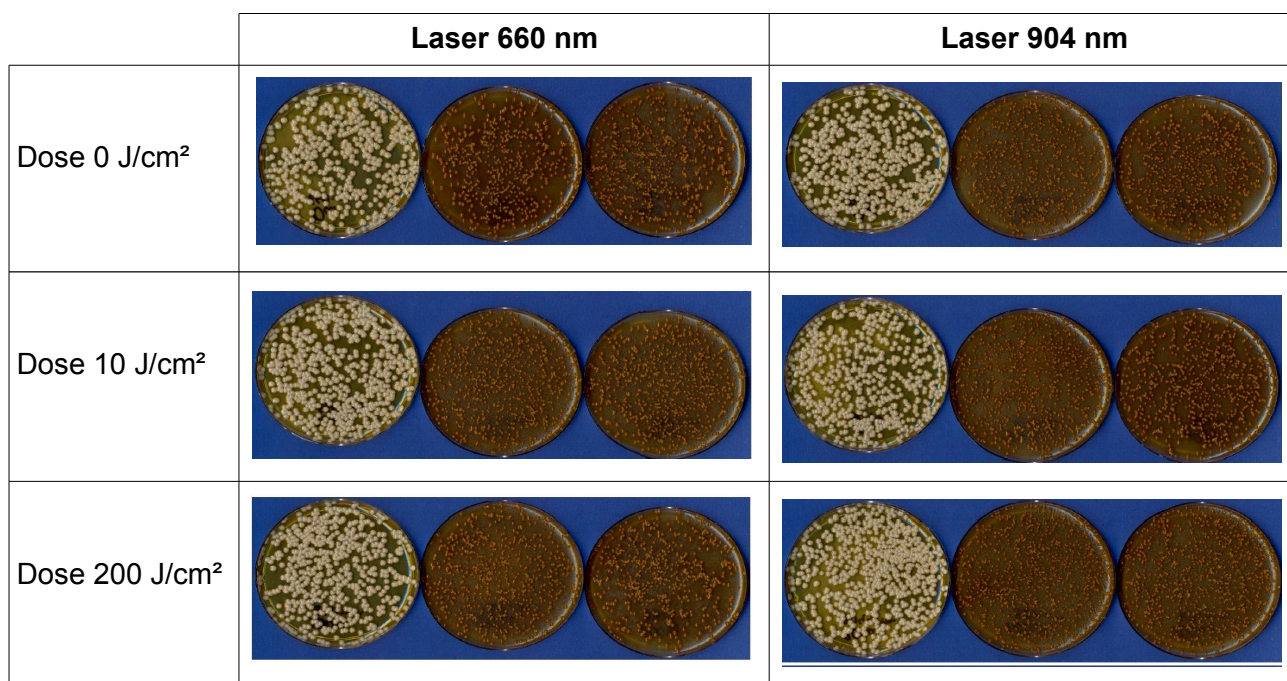 Laser 660 nm
Laser 904 nm
Dose 0 J/cm²
Dose 10 J/cm²
Dose 200 J/cm²